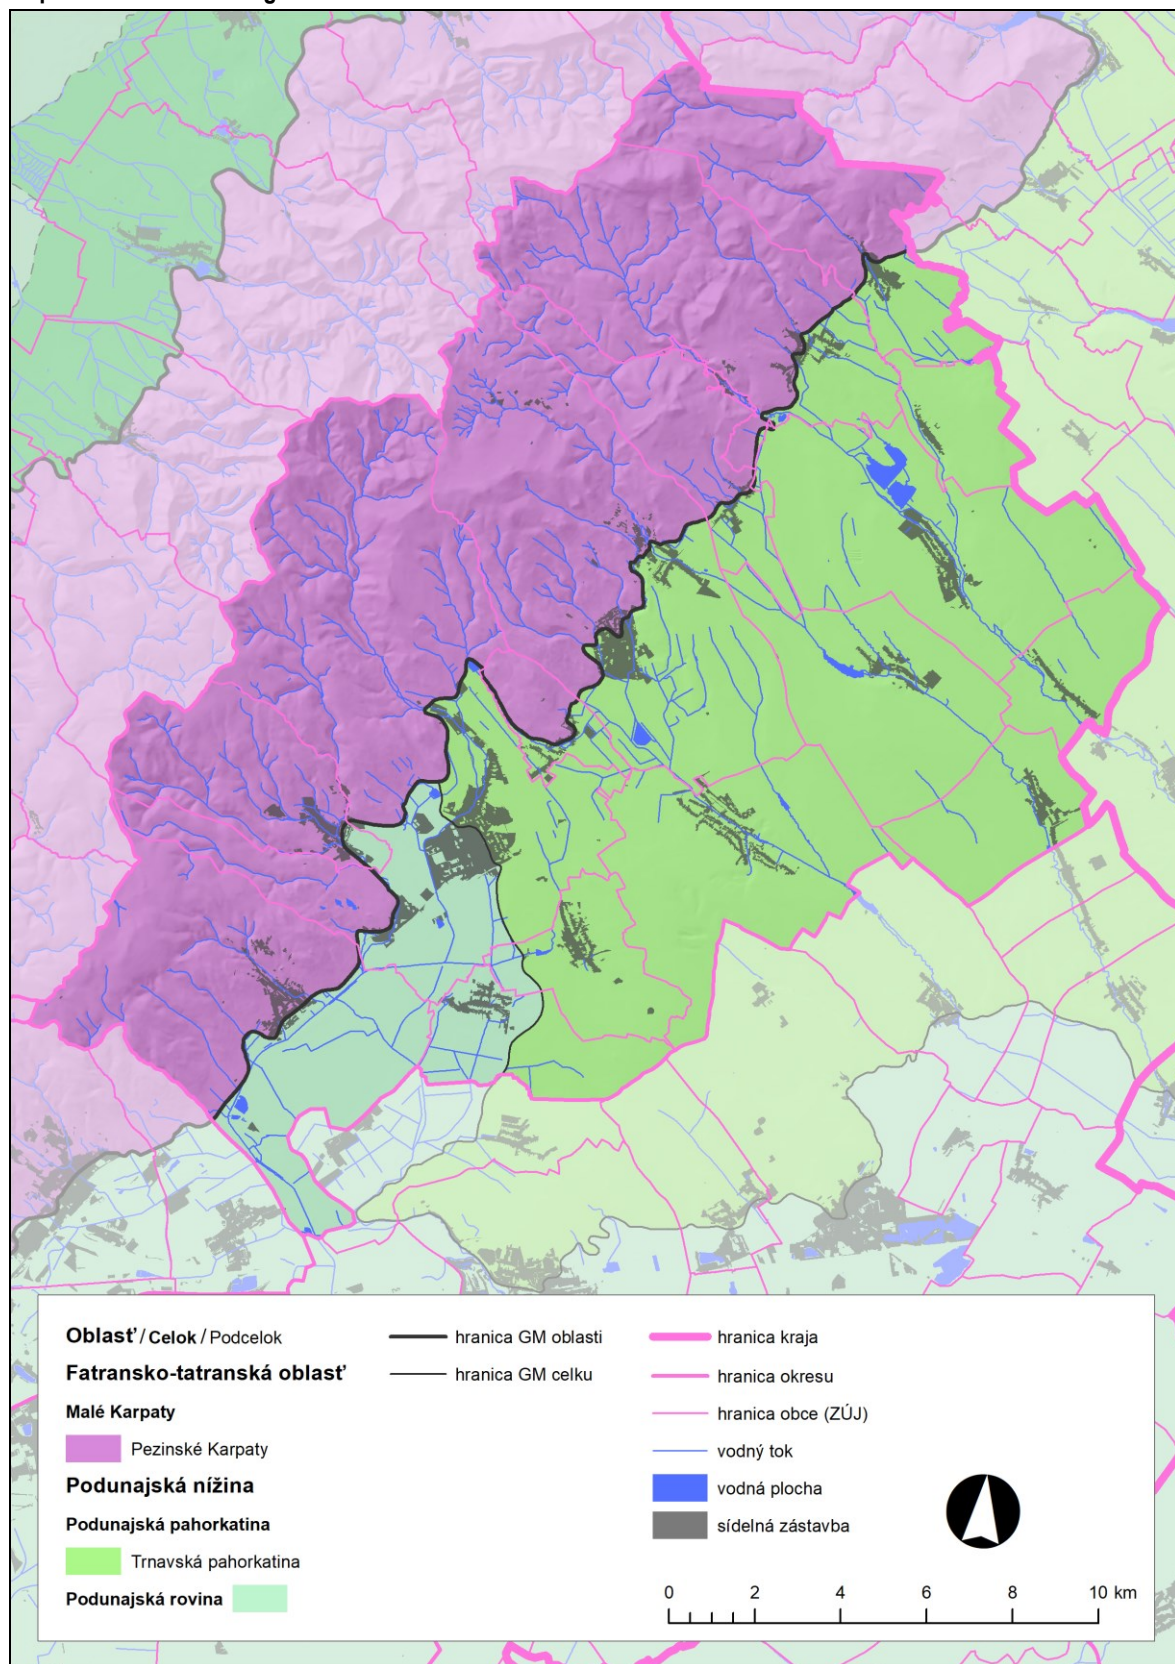 Oblasť / Celok / Podcelok
Fatransko-tatranská oblasť
Malé Karpaty
Pezinské Karpaty
Podunajská nížina
Podunajská pahorkatina
Trnavská pahorkatina
Podunajská rovina
hranica GM oblasti
hranica GM celku
hranica kraja
hranica okresu
hranica obce (ZÚJ)
vodný tok
vodná plocha
sídelná zástavba
0 2 4 6 8 10 km